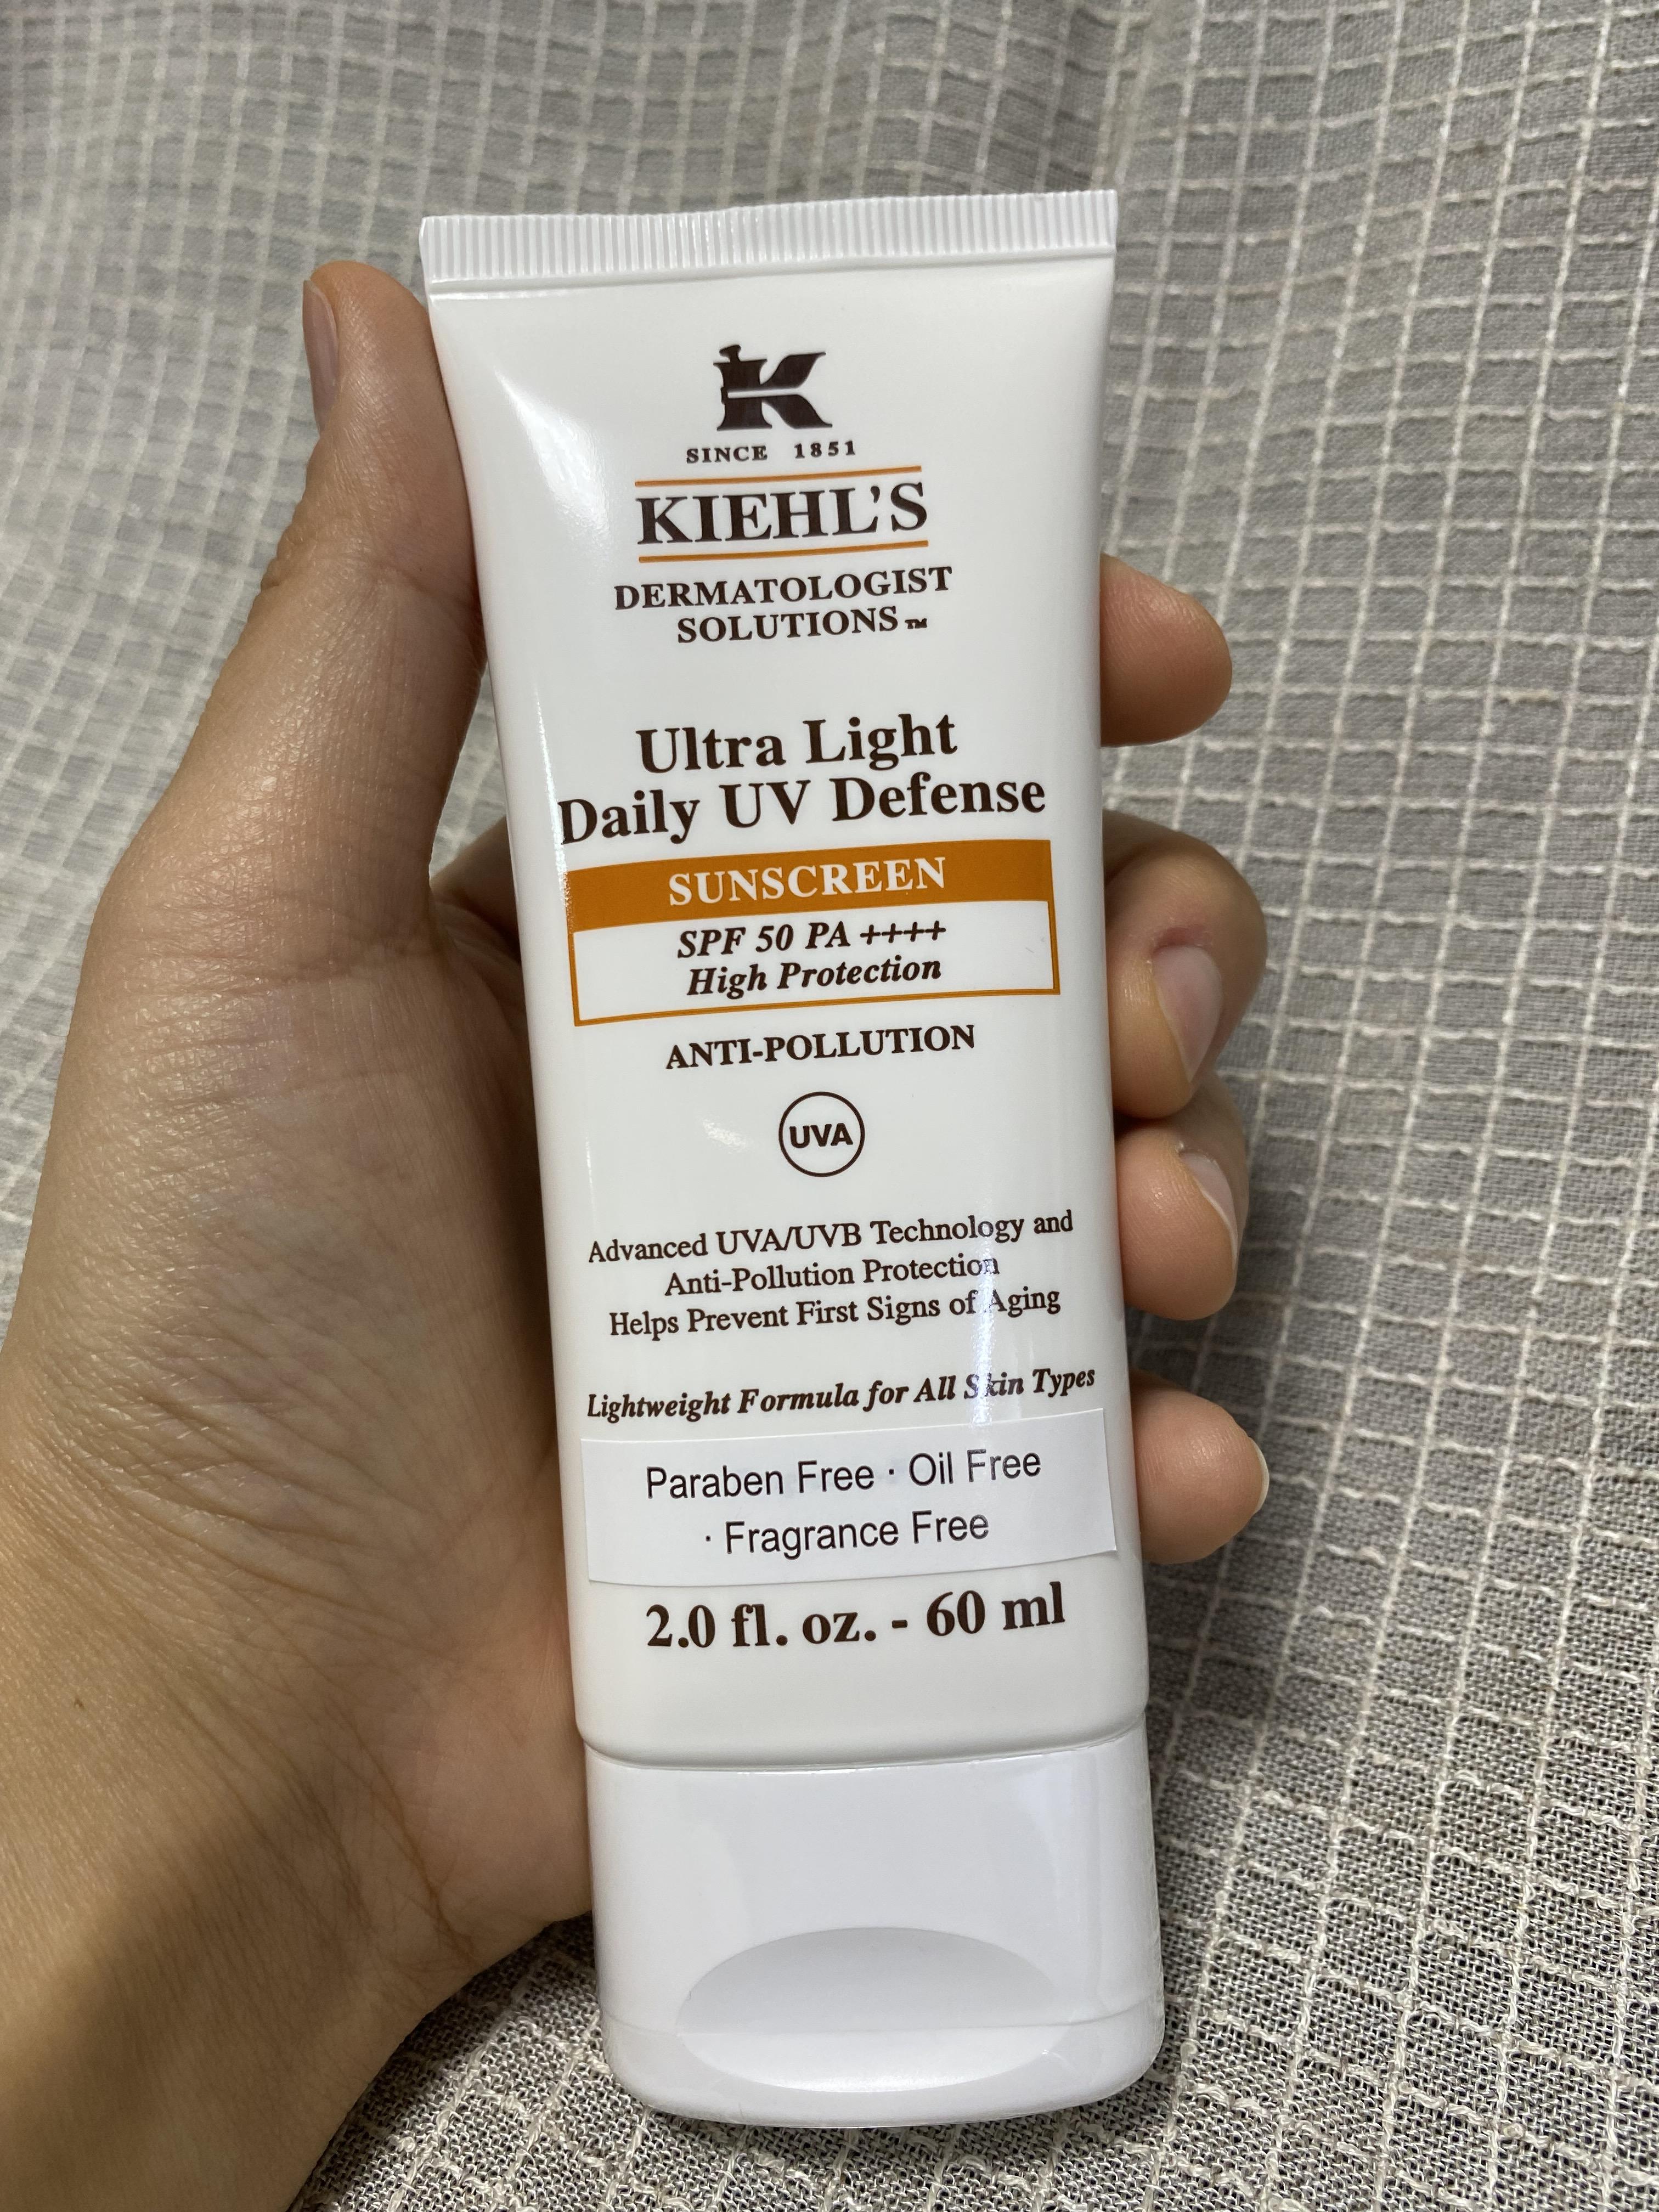 K
SINCE 1851
KIEHL'S
DERMATOLOGIST
SOLUTIONS™
Ultra Light
Daily UV Defense
SUNSCREEN
SPF 50 PA ++++
High Protection
ANTI-POLLUTION
UVA
Advanced UVA/UVB Technology and
Anti-Pollution Protection
Helps Prevent First Signs of Aging
Lightweight Formula for All Skin Types
Paraben Free · Oil Free
· Fragrance Free
2.0 fl. oz. - 60 ml